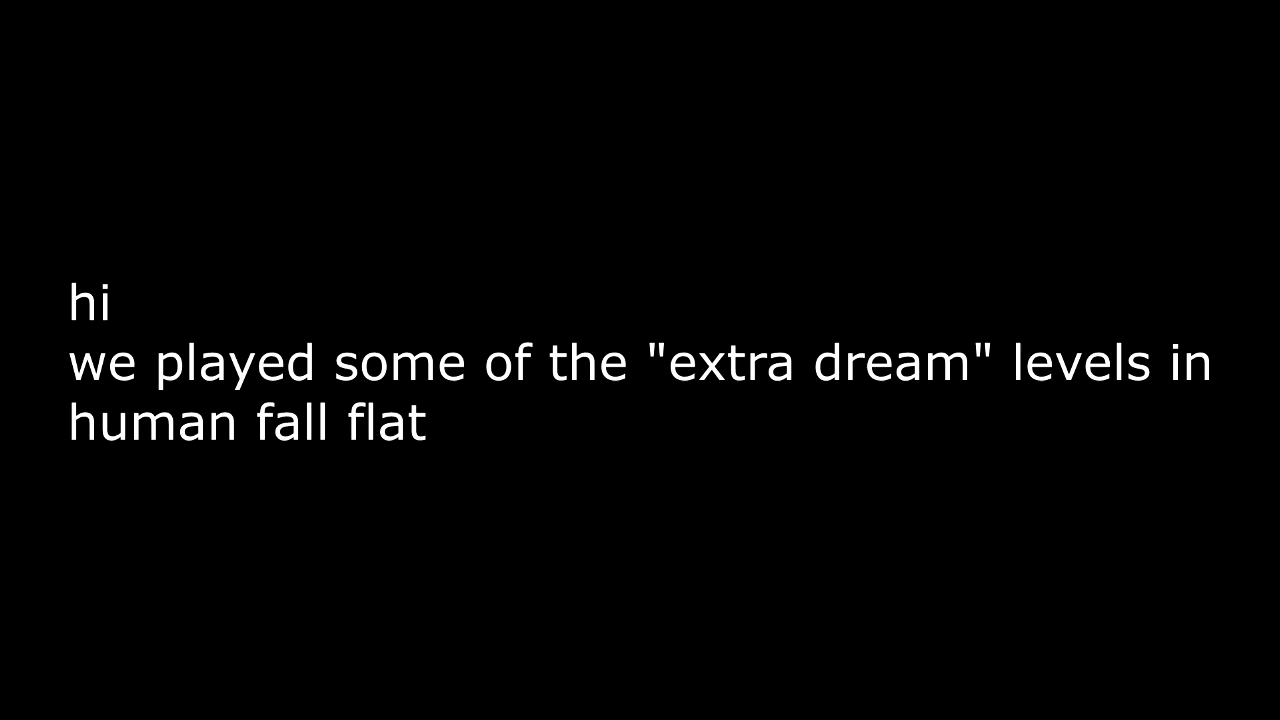 hi
we played some of the "extra dream" levels in
human fall flat